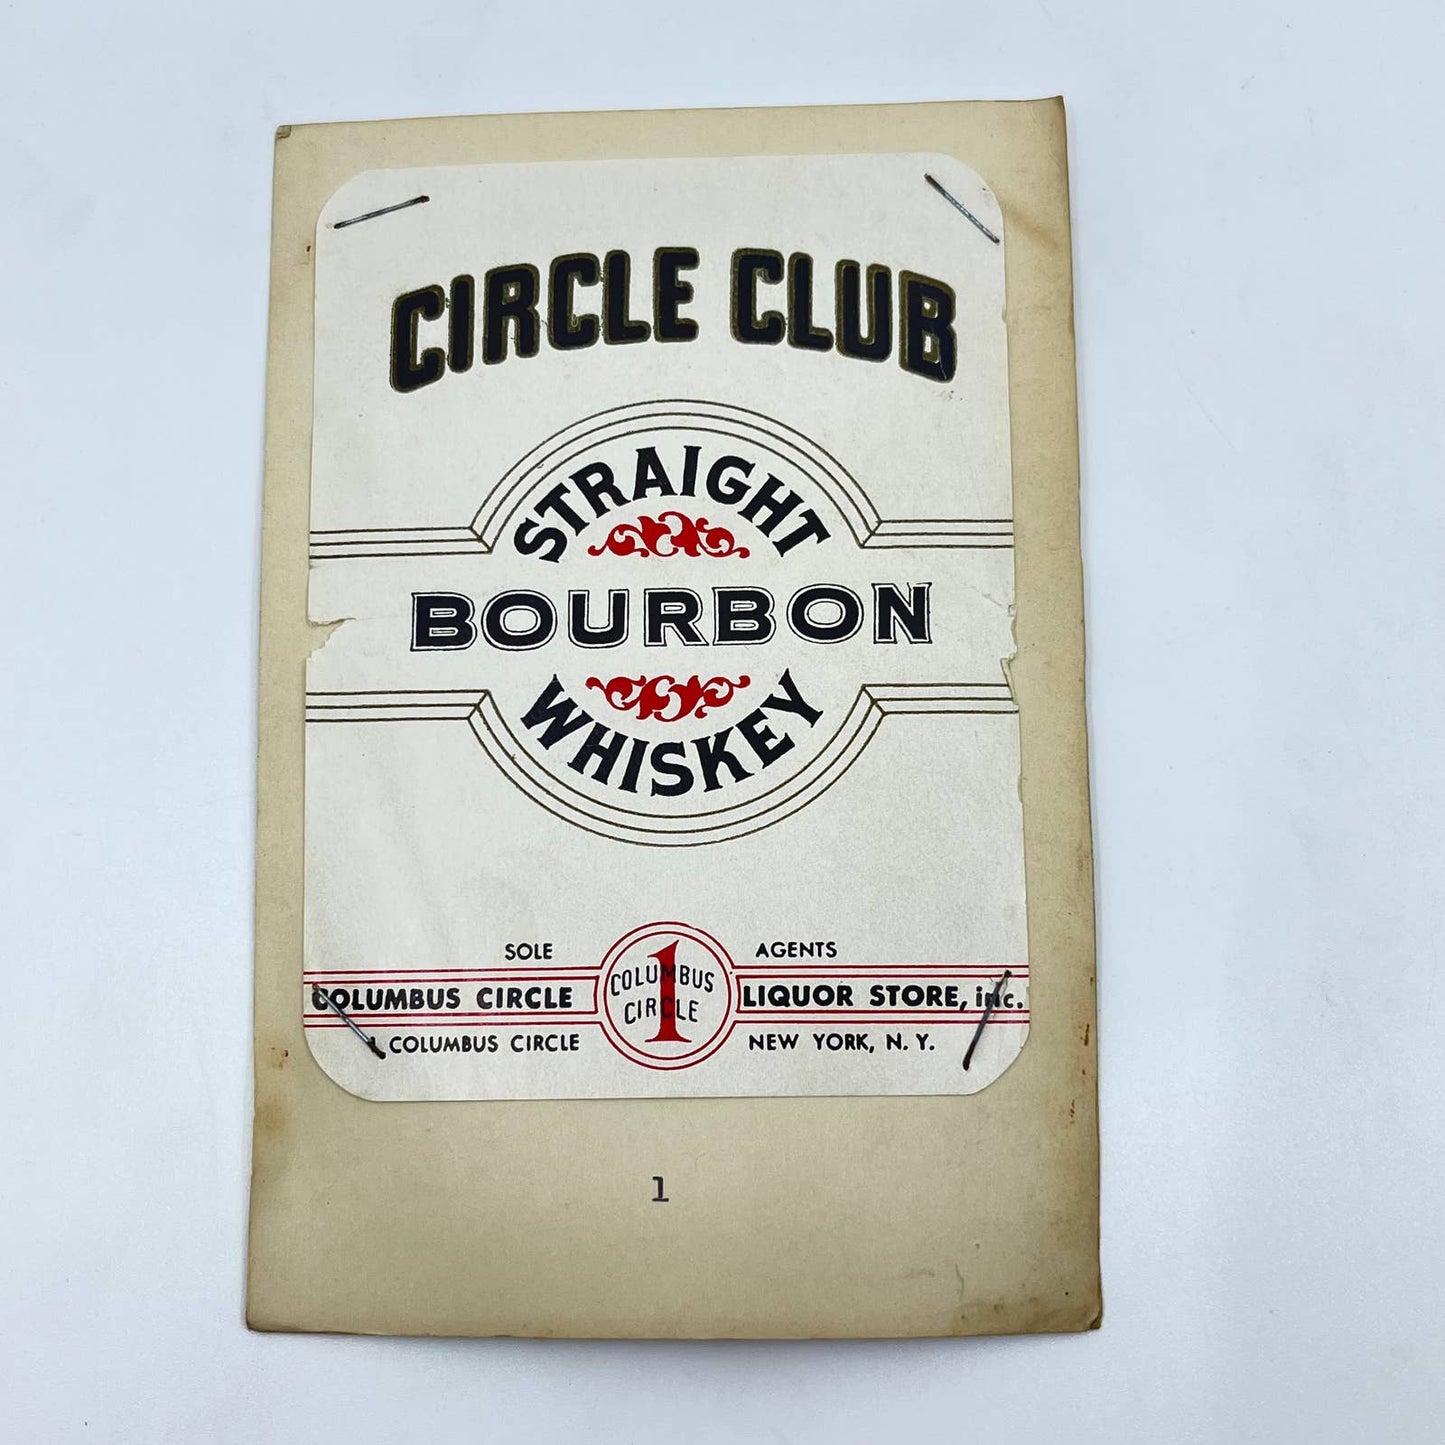 CIRCLE CLUB
STRAIGHT
BOURBON
WHISKEY
SOLE AGENTS
COLUMBUS CIRCLE LIQUOR STORE, inc.
COLUMBUS
1
CIRCLE
1 COLUMBUS CIRCLE NEW YORK, N. Y.
1